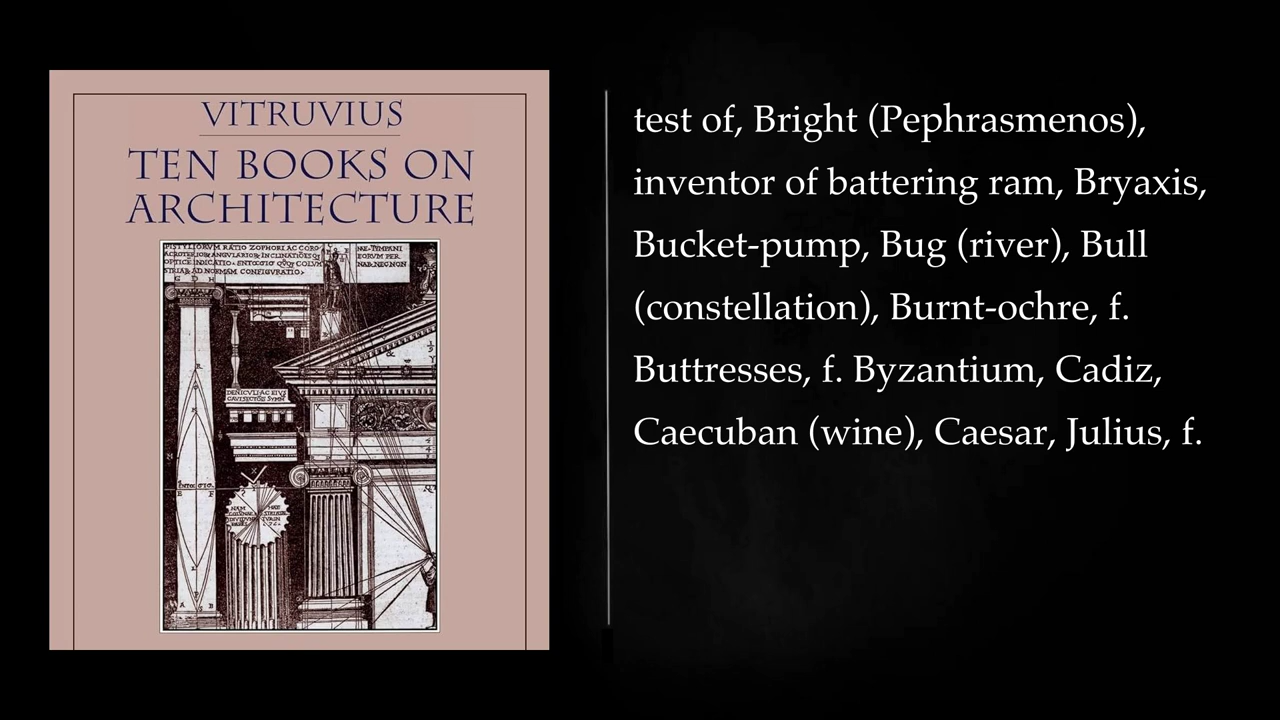 VITRUVIUS
TEN BOOKS ON
ARCHITECTURE
test of, Bright (Pephrasmenos),
inventor of battering ram, Bryaxis,
Bucket-pump, Bug (river), Bull
(constellation), Burnt-ochre, f.
Buttresses, f. Byzantium, Cadiz,
Caecuban (wine), Caesar, Julius, f.